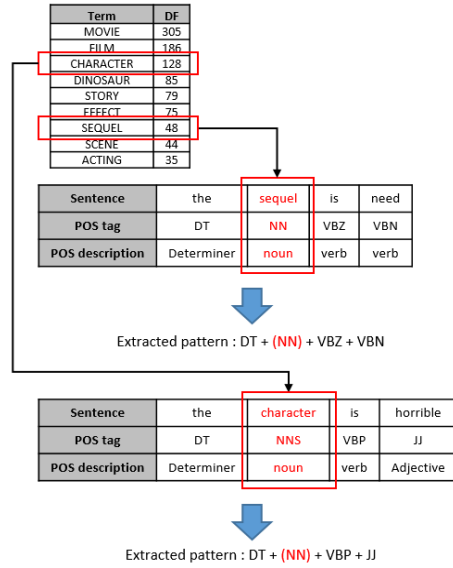 Term DF
MOVIE 305
FILM 186
CHARACTER 128
DINOSAUR 85
STORY 79
EFFECT 75
SEQUEL 48
SCENE 44
ACTING 35
Sentence the sequel is need
POS tag DT NN VBZ VBN
POS description Determiner noun verb verb
Extracted pattern : DT + (NN) + VBZ + VBN
Sentence the character is horrible
POS tag DT NNS VBP JJ
POS description Determiner noun verb Adjective
Extracted pattern : DT + (NN) + VBP + JJ